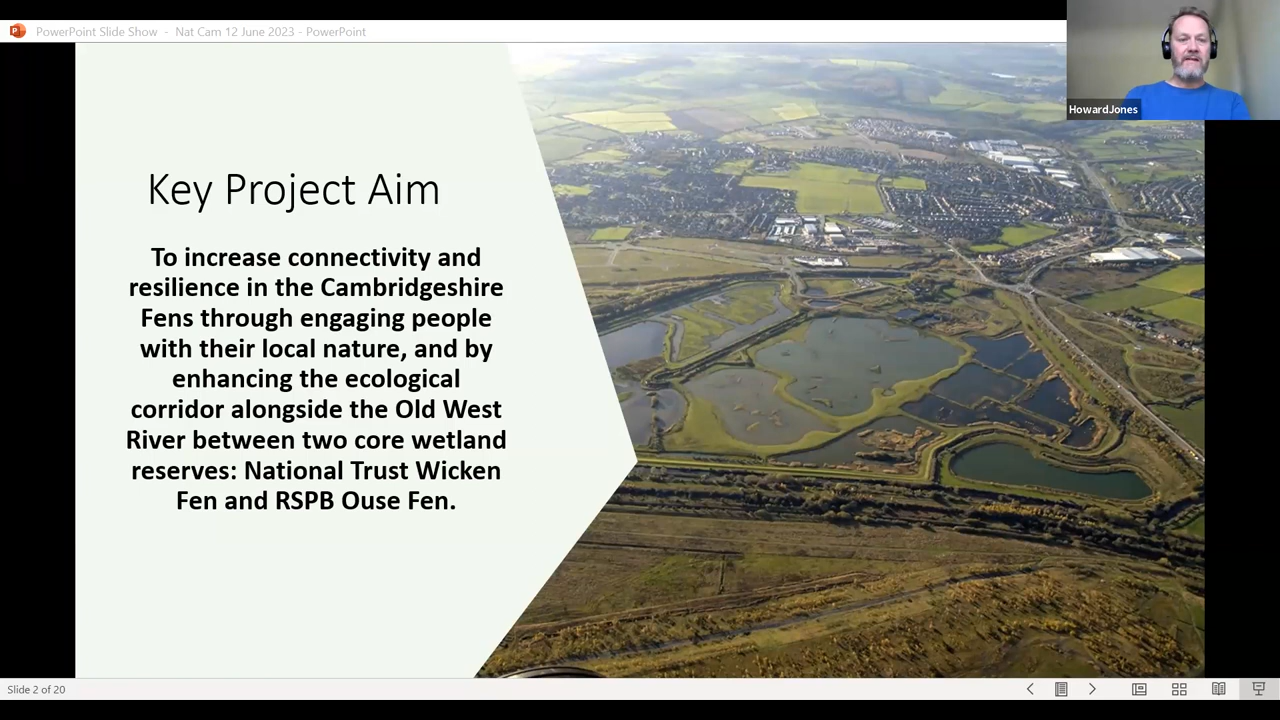 PowerPoint Slide Show - Nat Cam 12 June 2023 - PowerPoint
HowardJones
Key Project Aim
To increase connectivity and
resilience in the Cambridgeshire
Fens through engaging people
with their local nature, and by
enhancing the ecological
corridor alongside the Old West
River between two core wetland
reserves: National Trust Wicken
Fen and RSPB Ouse Fen.
Slide 2 of 20